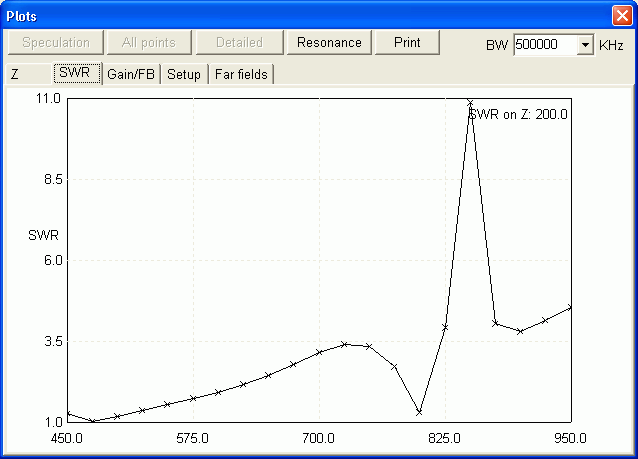 Plots
Speculation All points Detailed Resonance Print BW 500000 KHz
Z SWR Gain/FB Setup Far fields
11.0
SWR on Z: 200.0
8.5
SWR
6.0
3.5
1.0
450.0 575.0 700.0 825.0 950.0